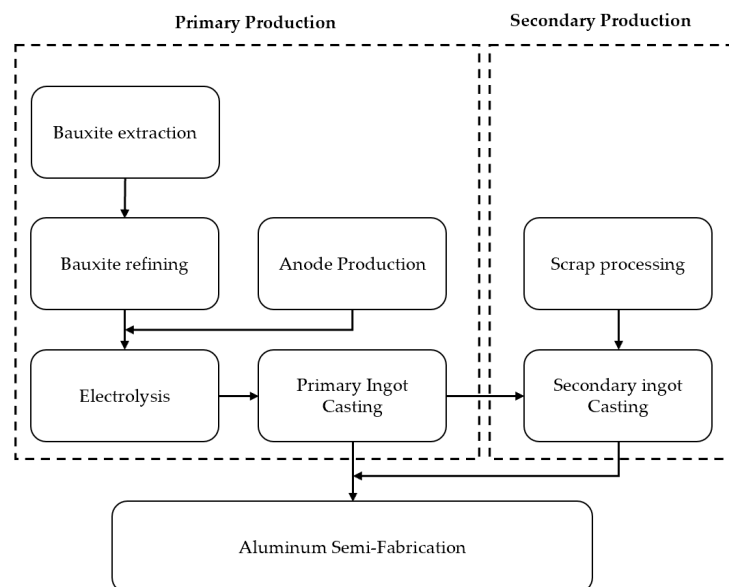 Primary Production
Secondary Production
Bauxite extraction
Bauxite refining
Anode Production
Scrap processing
Electrolysis
Primary Ingot
Casting
Secondary ingot
Casting
Aluminum Semi-Fabrication